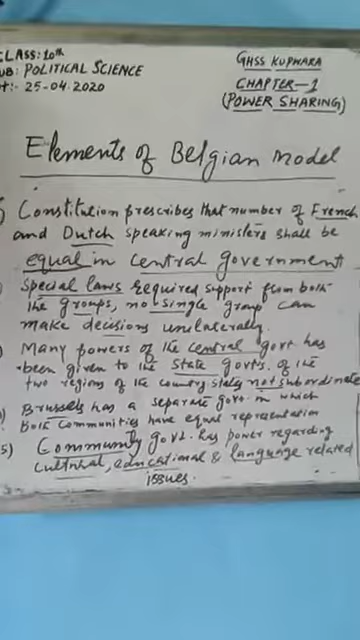 CLASS: 10th
UB: POLITICAL SCIENCE
t:- 25-04.2020
GHSS KUPWARA
CHAPTER-1
(POWER SHARING)
Elements of Belgian Model
Constitution prescribes that number of French
and Dutch speaking ministers shall be
equal in central government
Special laws required support from both
the groups, no single group can
make decisions unilaterally.
) Many powers of the central govt has
been given to the state govts. of the
two regions of the country state not subordinate
) Brussels has a separate govt in which
Both communities have equal representation
5) Community govt. has power regarding
cultural, educational & language related
issues.